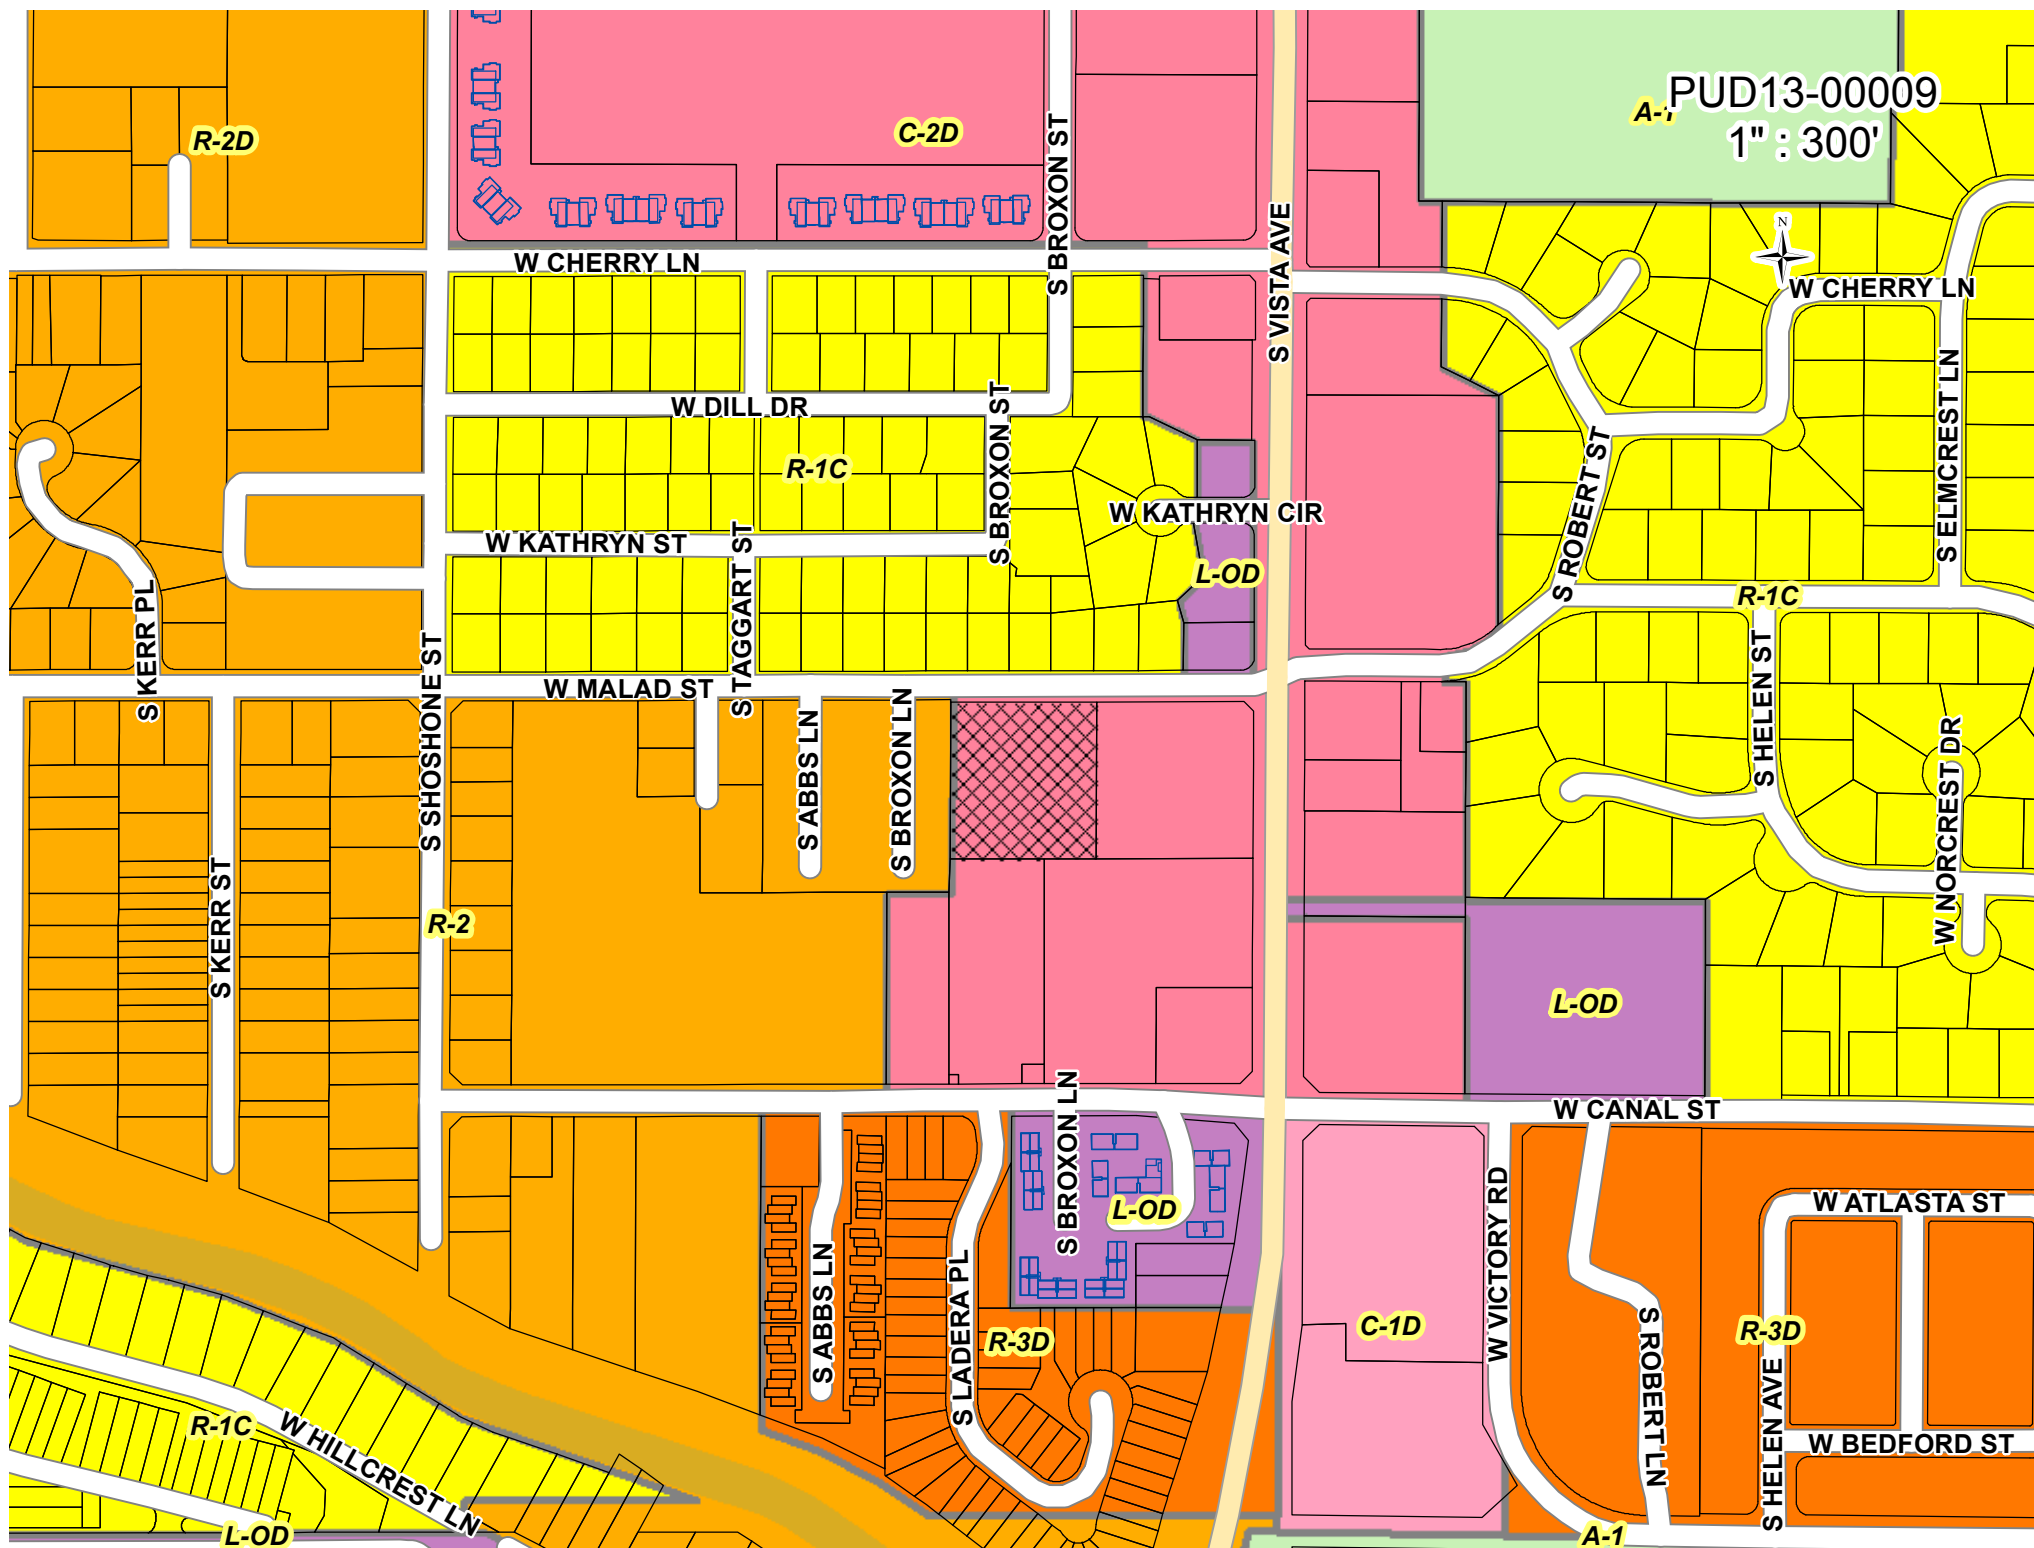 PUD13-00009
A-1
1" : 300'
R-2D
C-2D
S BROXON ST
N
S VISTA AVE
W CHERRY LN
W CHERRY LN
W DILL DR
S BROXON ST
S ELMCREST LN
R-1C
S ROBERT ST
W KATHRYN CIR
W KATHRYN ST
S TAGGART ST
L-OD
R-1C
S KERR PL
S SHOSHONE ST
W MALAD ST
S ABBS LN
S BROXON LN
S HELEN ST
W NORCREST DR
S KERR ST
R-2
L-OD
S BROXON LN
W CANAL ST
L-OD
W VICTORY RD
W ATLASTA ST
S ABBS LN
S LADERA PL
R-3D
C-1D
S ROBERT LN
R-3D
S HELEN AVE
R-1C
W HILLCREST LN
W BEDFORD ST
L-OD
A-1